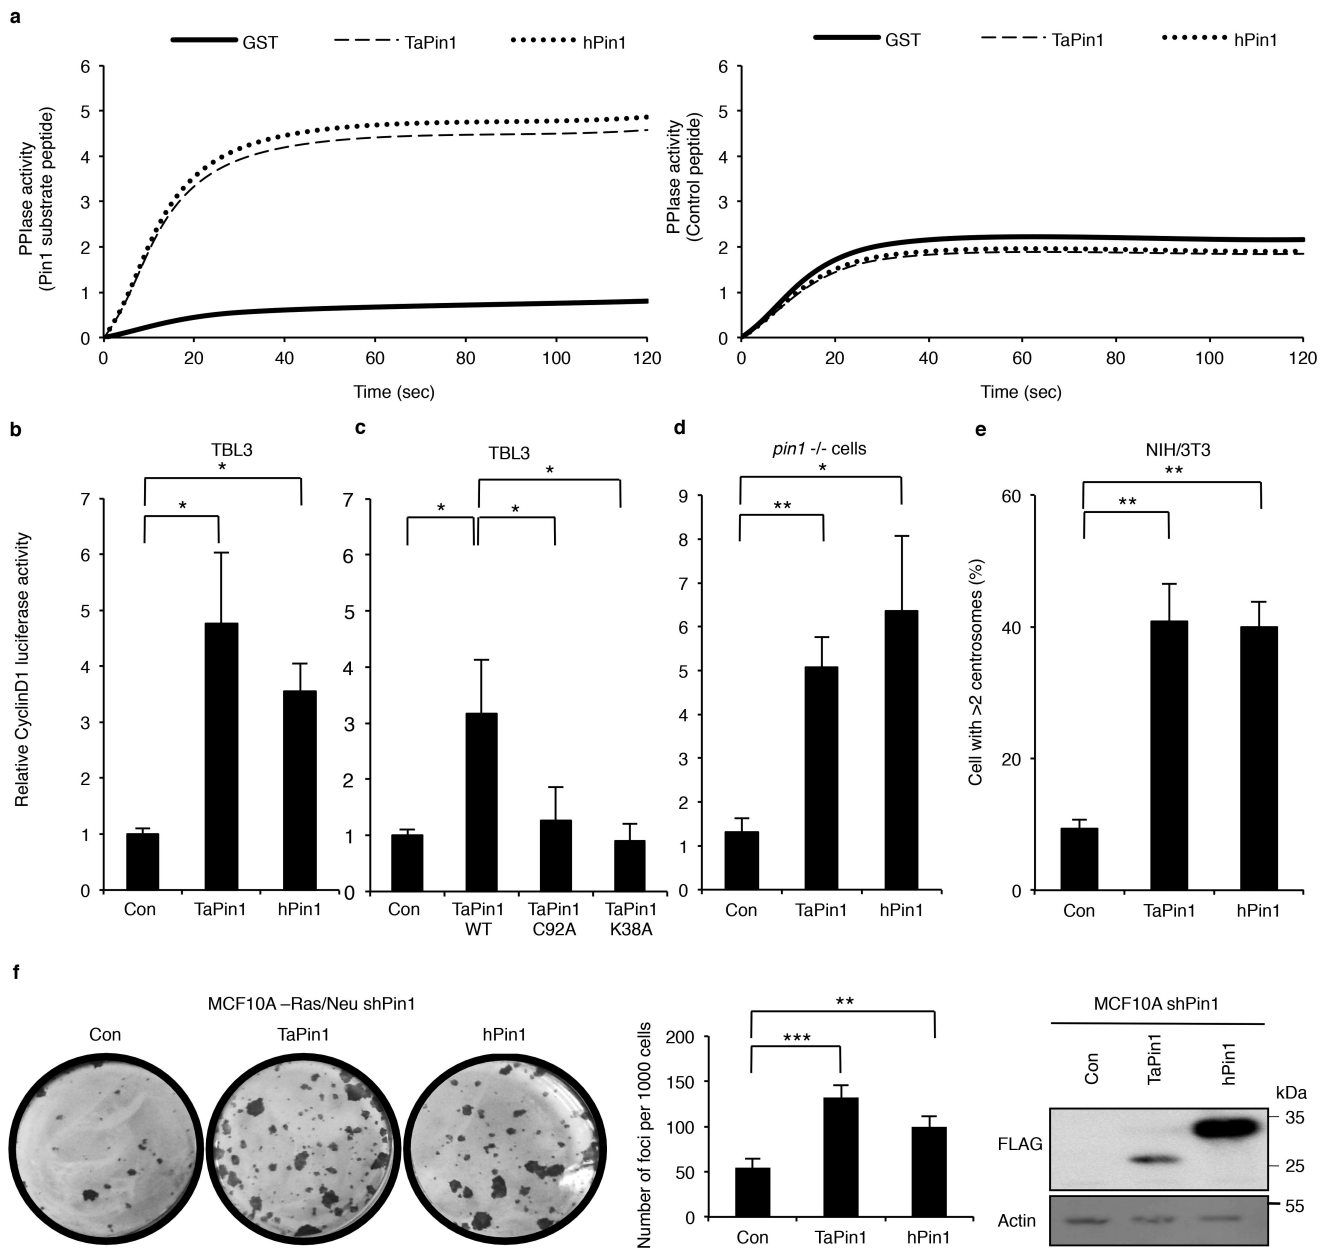 a
GST TaPin1 hPin1
GST TaPin1 hPin1
PPIase activity
(Pin1 substrate peptide)
6
5
4
3
2
1
0
0 20 40 60 80 100 120
Time (sec)
PPIase activity
(Control peptide)
6
5
4
3
2
1
0
0 20 40 60 80 100 120
Time (sec)
b
TBL3
*
*
Relative CyclinD1 luciferase activity
7
6
5
4
3
2
1
0
Con TaPin1 hPin1
c
TBL3
*
* *
7
6
5
4
3
2
1
0
Con TaPin1 TaPin1 TaPin1
WT C92A K38A
d
pin1 -/- cells
*
**
9
8
7
6
5
4
3
2
1
0
Con TaPin1 hPin1
e
NIH/3T3
**
**
Cell with >2 centrosomes (%)
60
40
20
0
Con TaPin1 hPin1
f
MCF10A –Ras/Neu shPin1
Con TaPin1 hPin1
Number of foci per 1000 cells
**
***
200
150
100
50
0
Con TaPin1 hPin1
MCF10A shPin1
Con TaPin1 hPin1
kDa
35
FLAG
25
55
Actin